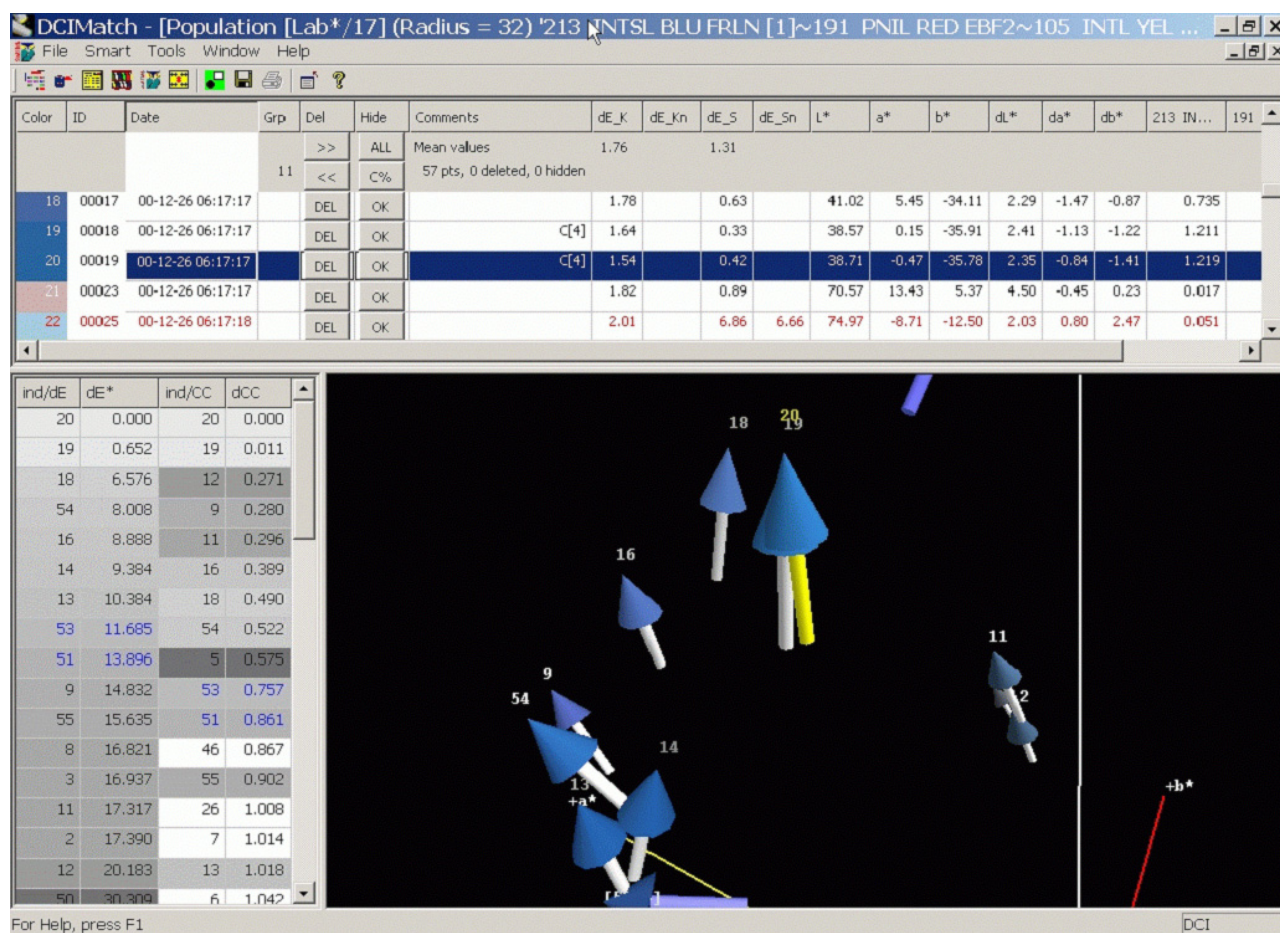 DCIMatch - [Population [Lab*/17] (Radius = 32) '213 INTSL BLU FRLN [1]~191 PNIL RED EBF2~105 INTL YEL ...
File Smart Tools Window Help
Color ID Date Grp Del Hide Comments dE_K dE_Kn dE_S dE_Sn L* a* b* dL* da* db* 213 IN... 191
>> ALL Mean values 1.76 1.31
11 << C% 57 pts, 0 deleted, 0 hidden
18 00017 00-12-26 06:17:17 DEL OK 1.78 0.63 41.02 5.45 -34.11 2.29 -1.47 -0.87 0.735
19 00018 00-12-26 06:17:17 DEL OK C[4] 1.64 0.33 38.57 0.15 -35.91 2.41 -1.13 -1.22 1.211
20 00019 00-12-26 06:17:17 DEL OK C[4] 1.54 0.42 38.71 -0.47 -35.78 2.35 -0.84 -1.41 1.219
21 00023 00-12-26 06:17:17 DEL OK 1.82 0.89 70.57 13.43 5.37 4.50 -0.45 0.23 0.017
22 00025 00-12-26 06:17:18 DEL OK 2.01 6.86 6.66 74.97 -8.71 -12.50 2.03 0.80 2.47 0.051
ind/dE dE* ind/CC dCC
20 0.000 20 0.000
19 0.652 19 0.011
18 6.576 12 0.271
54 8.008 9 0.280
16 8.888 11 0.296
14 9.384 16 0.389
13 10.384 18 0.490
53 11.685 54 0.522
51 13.896 5 0.575
9 14.832 53 0.757
55 15.635 51 0.861
8 16.821 46 0.867
3 16.937 55 0.902
11 17.317 26 1.008
2 17.390 7 1.014
12 20.183 13 1.018
50 30.309 6 1.042
20
18 19
16
11
9
54 2
14
13
+a* +b*
For Help, press F1 DCI